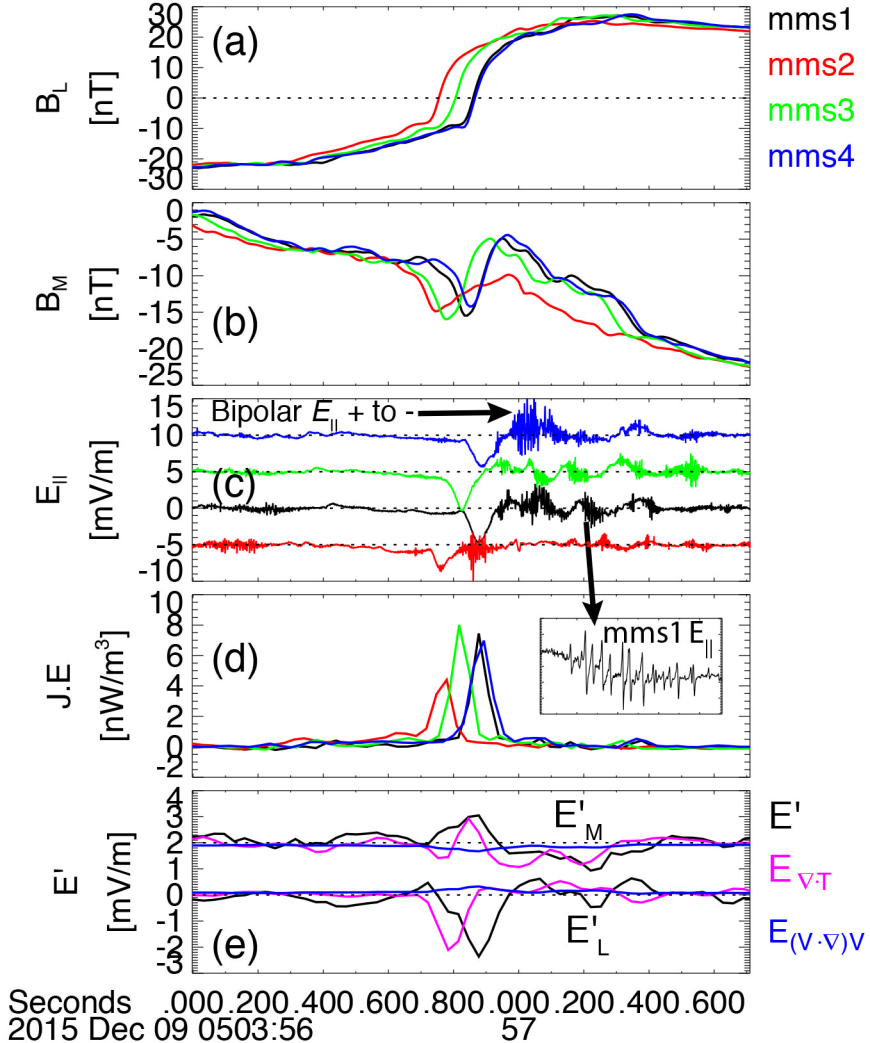 30
20
10
0
-10
-20
-30
B_L
[nT]
(a)
mms1
mms2
mms3
mms4
0
-5
-10
-15
-20
-25
B_M
[nT]
(b)
15
10
5
0
-5
-10
E_||
[mV/m]
Bipolar E_|| + to -
(c)
8
6
4
2
0
-2
J.E
[nW/m³]
(d)
mms1 E_||
4
3
2
1
0
-1
-2
-3
E'
[mV/m]
E'_M
E'_L
(e)
E'
E_∇·T
E_(V·∇)V
Seconds .000 .200 .400 .600 .800 .000 .200 .400 .600
2015 Dec 09 0503:56 57